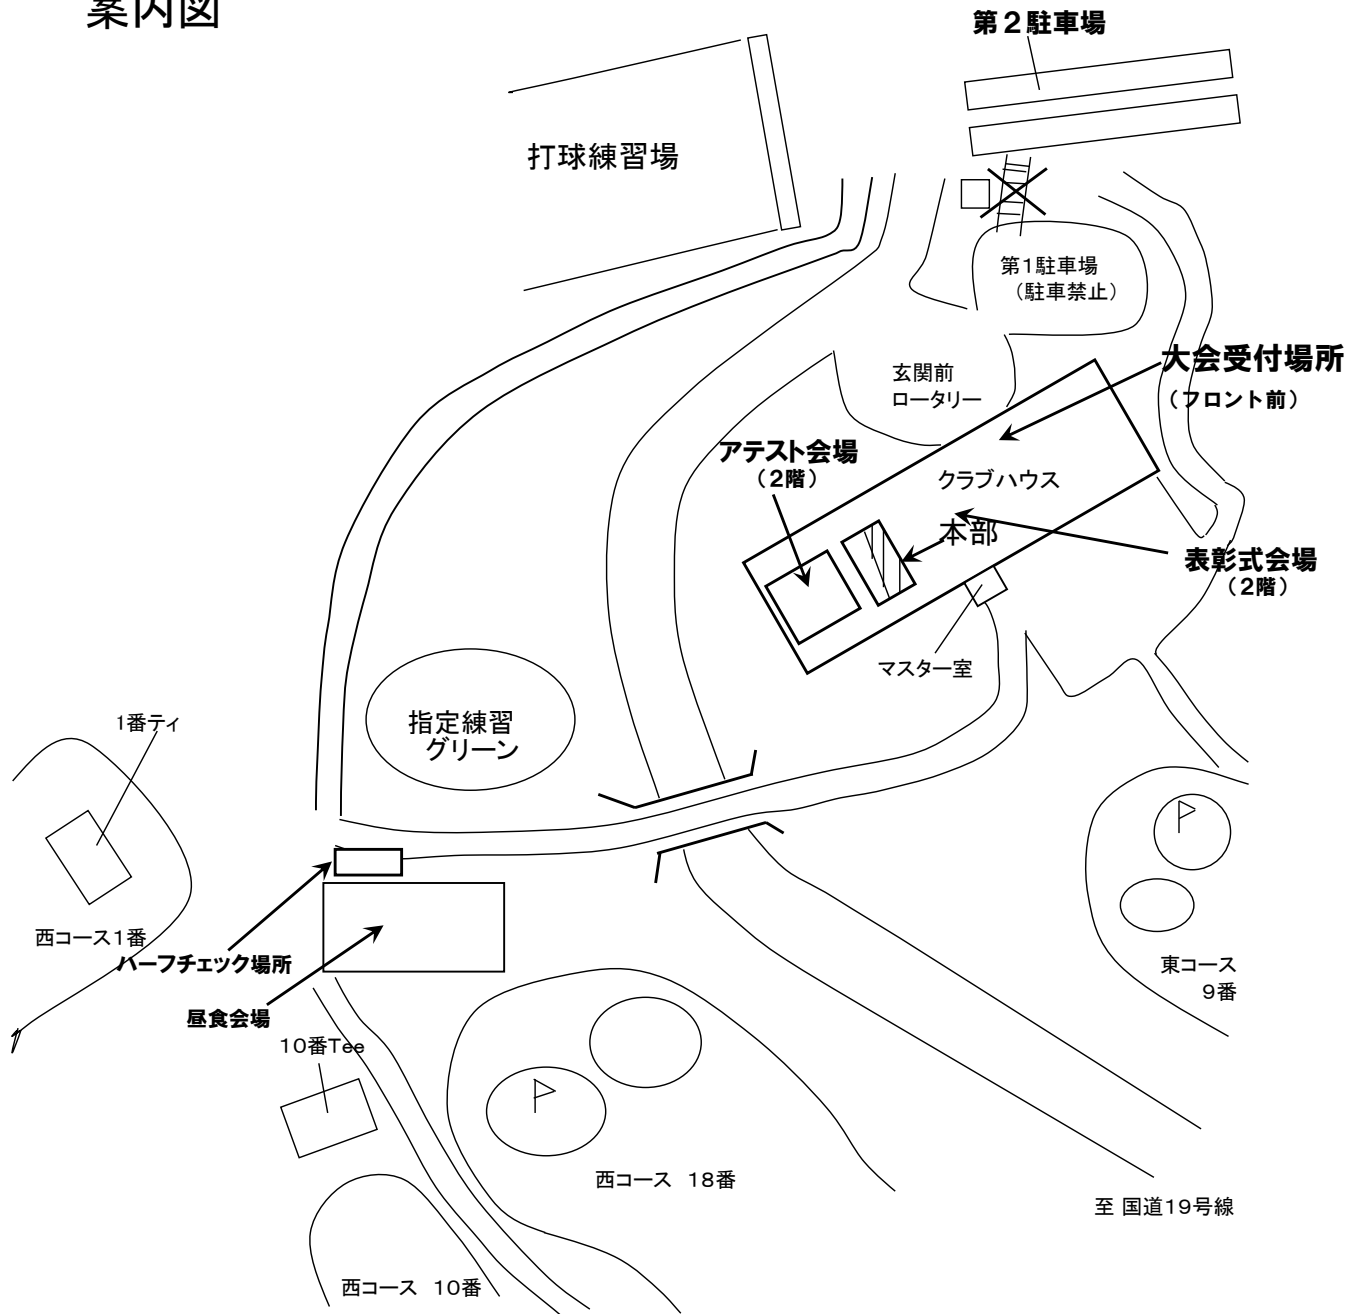 案内図
第２駐車場
打球練習場
第1駐車場
（駐車禁止）
大会受付場所
（フロント前）
玄関前
ロータリー
アテスト会場
（２階）
クラブハウス
本部
表彰式会場
（２階）
マスター室
指定練習
グリーン
1番ティ
西コース１番
ハーフチェック場所
昼食会場
10番Tee
東コース
９番
西コース　18番
至 国道19号線
西コース　10番